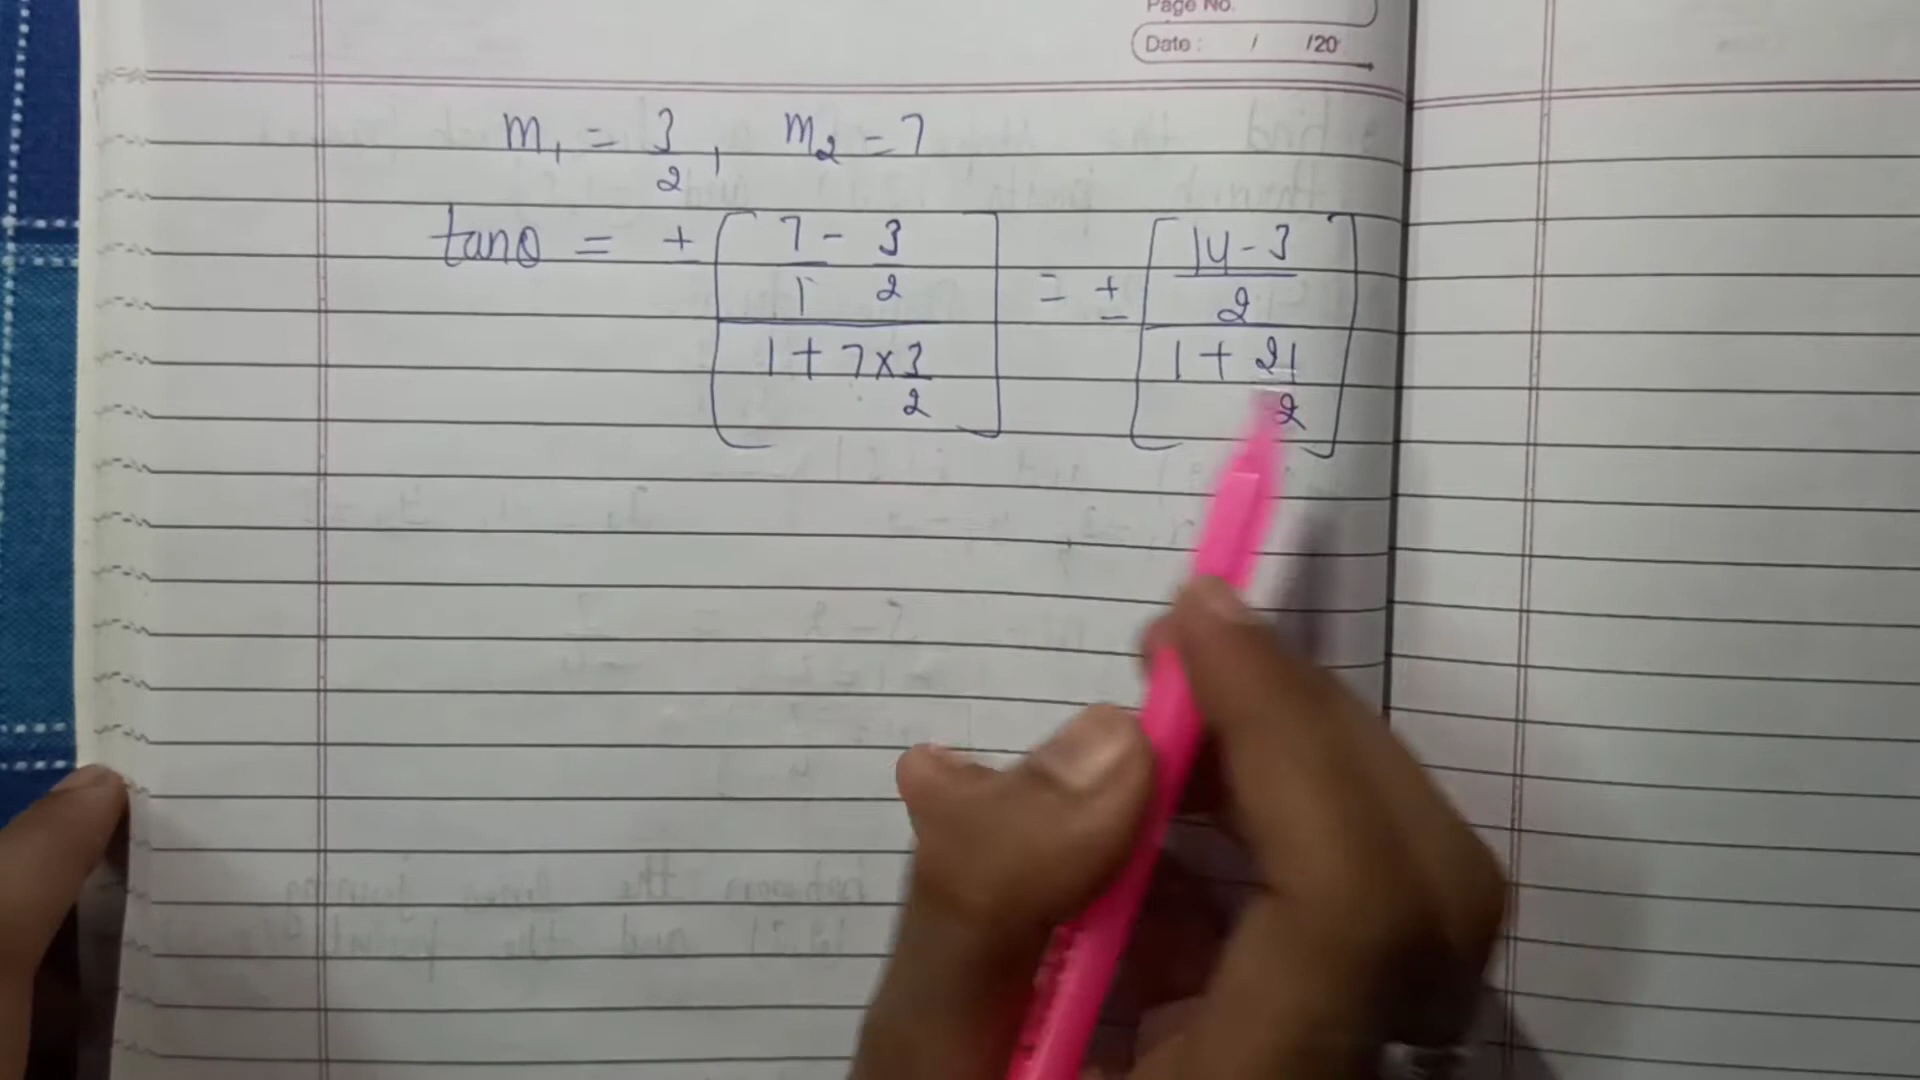 Page No.
Date : / /20
m₁ = 3/2, m₂ = 7
tanθ = ± [(7/1 - 3/2)/(1 + 7×3/2)] = ± [((14-3)/2)/(1 + 21/2)]